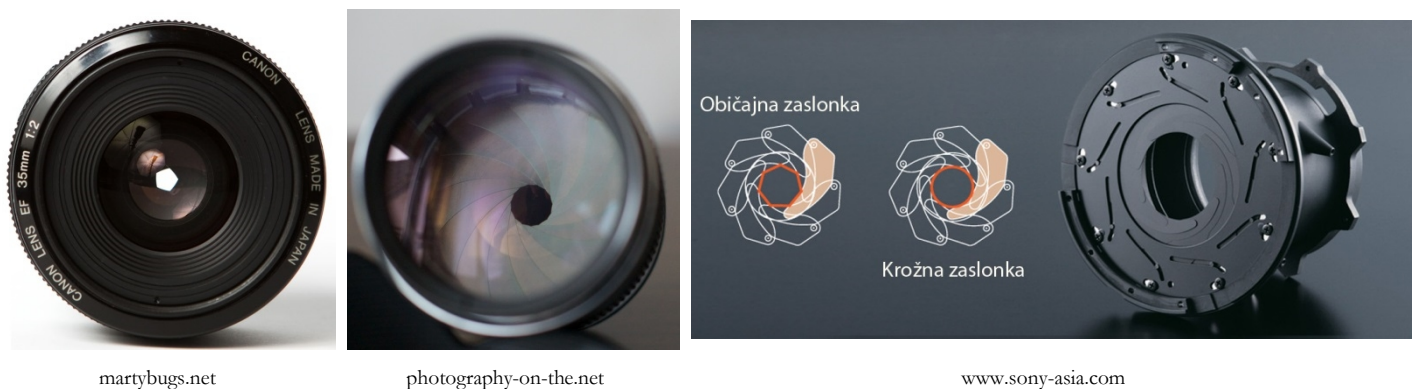 CANON LENS EF 35mm 1:2
CANON
LENS MADE IN JAPAN
Običajna zaslonka
Krožna zaslonka
martybugs.net
photography-on-the.net
www.sony-asia.com